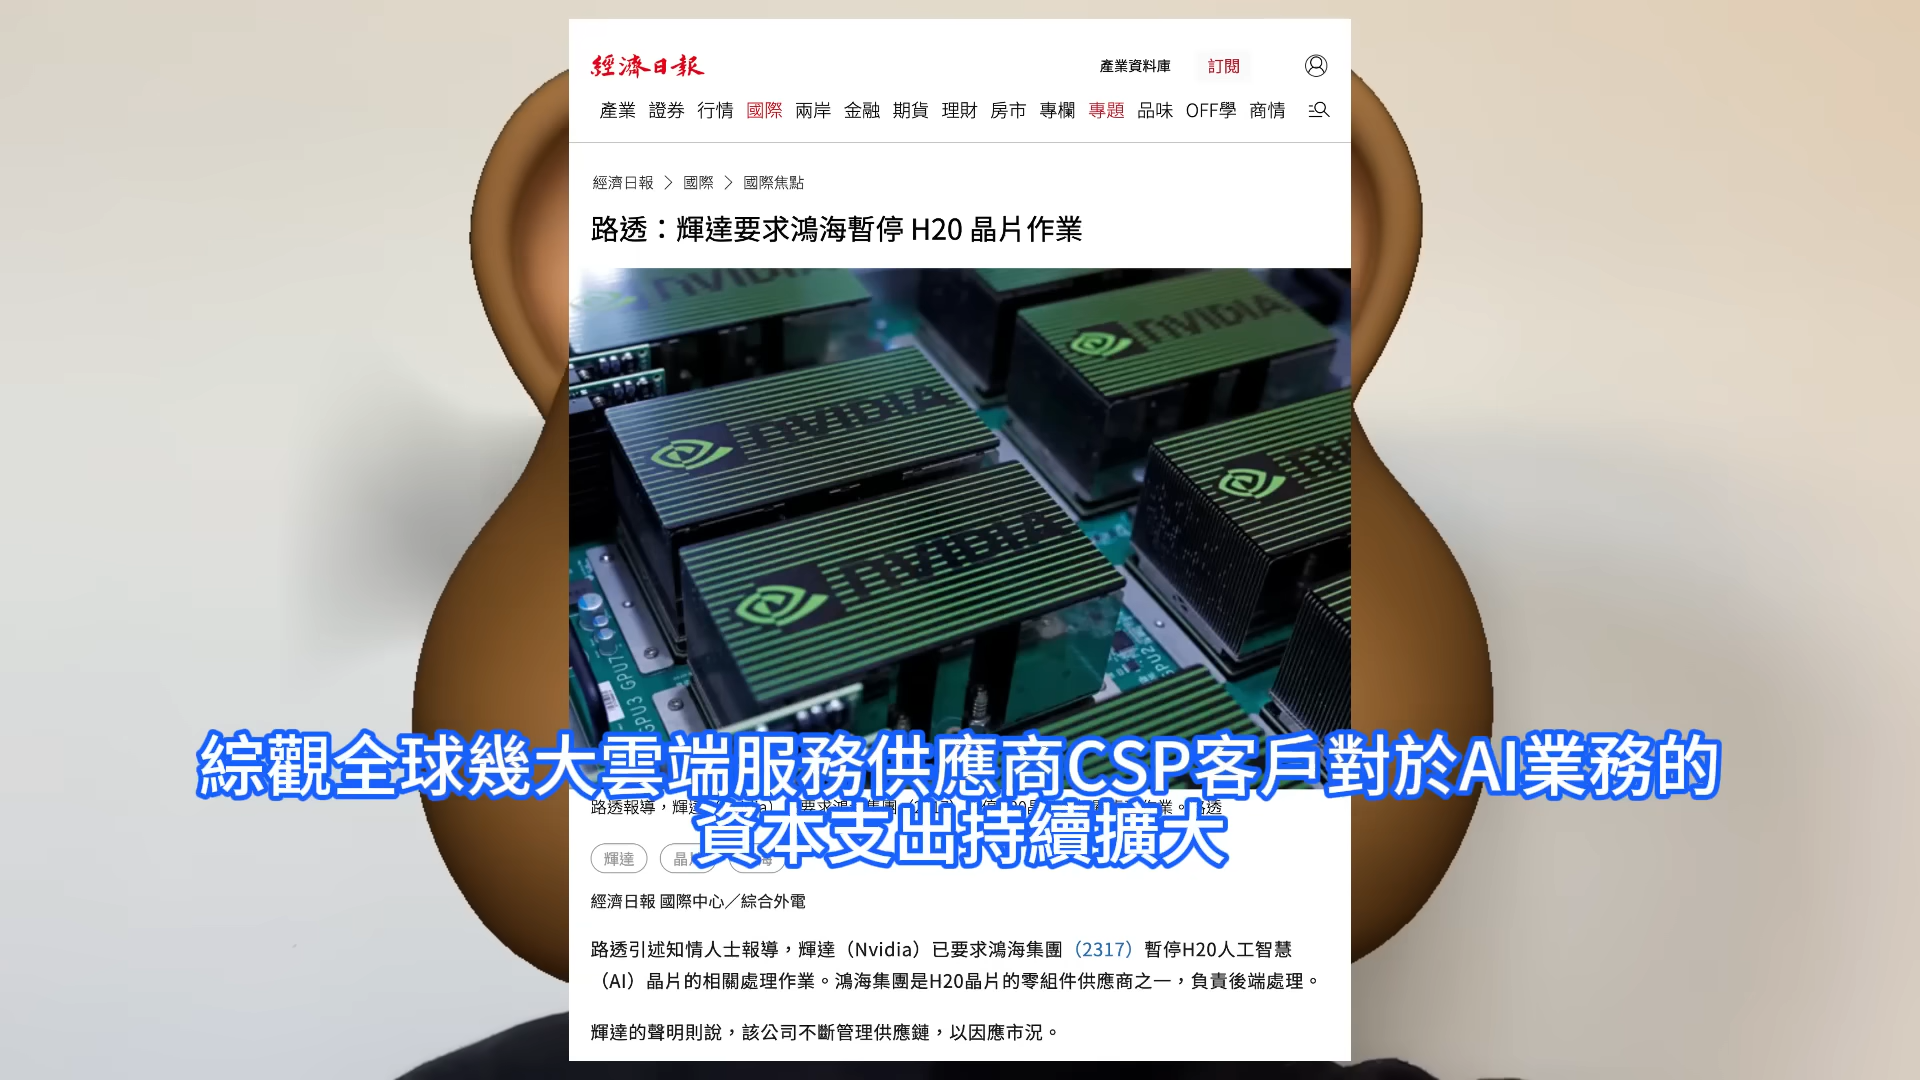 經濟日報
產業資料庫 訂閱
產業 證券 行情 國際 兩岸 金融 期貨 理財 房市 專欄 專題 品味 OFF學 商情
經濟日報 > 國際 > 國際焦點
路透：輝達要求鴻海暫停 H20 晶片作業
NVIDIA
NVIDIA
NVIDIA
NVIDIA
GPU3 GPU7
GPU2
綜觀全球幾大雲端服務供應商CSP客戶對於AI業務的
資本支出持續擴大
路透報導，輝達
輝達
經濟日報 國際中心／綜合外電
路透引述知情人士報導，輝達（Nvidia）已要求鴻海集團（2317）暫停H20人工智慧
（AI）晶片的相關處理作業。鴻海集團是H20晶片的零組件供應商之一，負責後端處理。
輝達的聲明則說，該公司不斷管理供應鏈，以因應市況。